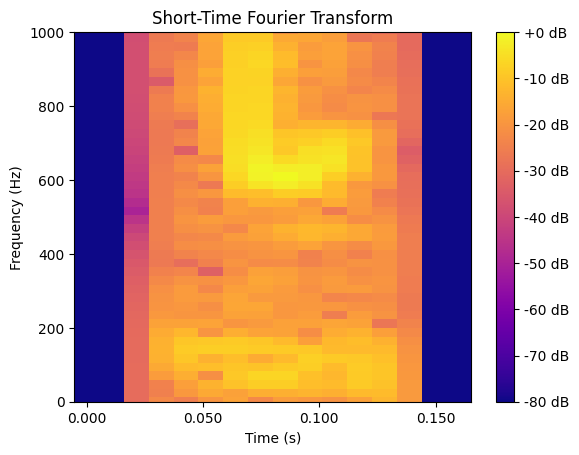 Short-Time Fourier Transform
1000
800
600
400
200
0
Frequency (Hz)
0.000
0.050
0.100
0.150
Time (s)
+0 dB
-10 dB
-20 dB
-30 dB
-40 dB
-50 dB
-60 dB
-70 dB
-80 dB